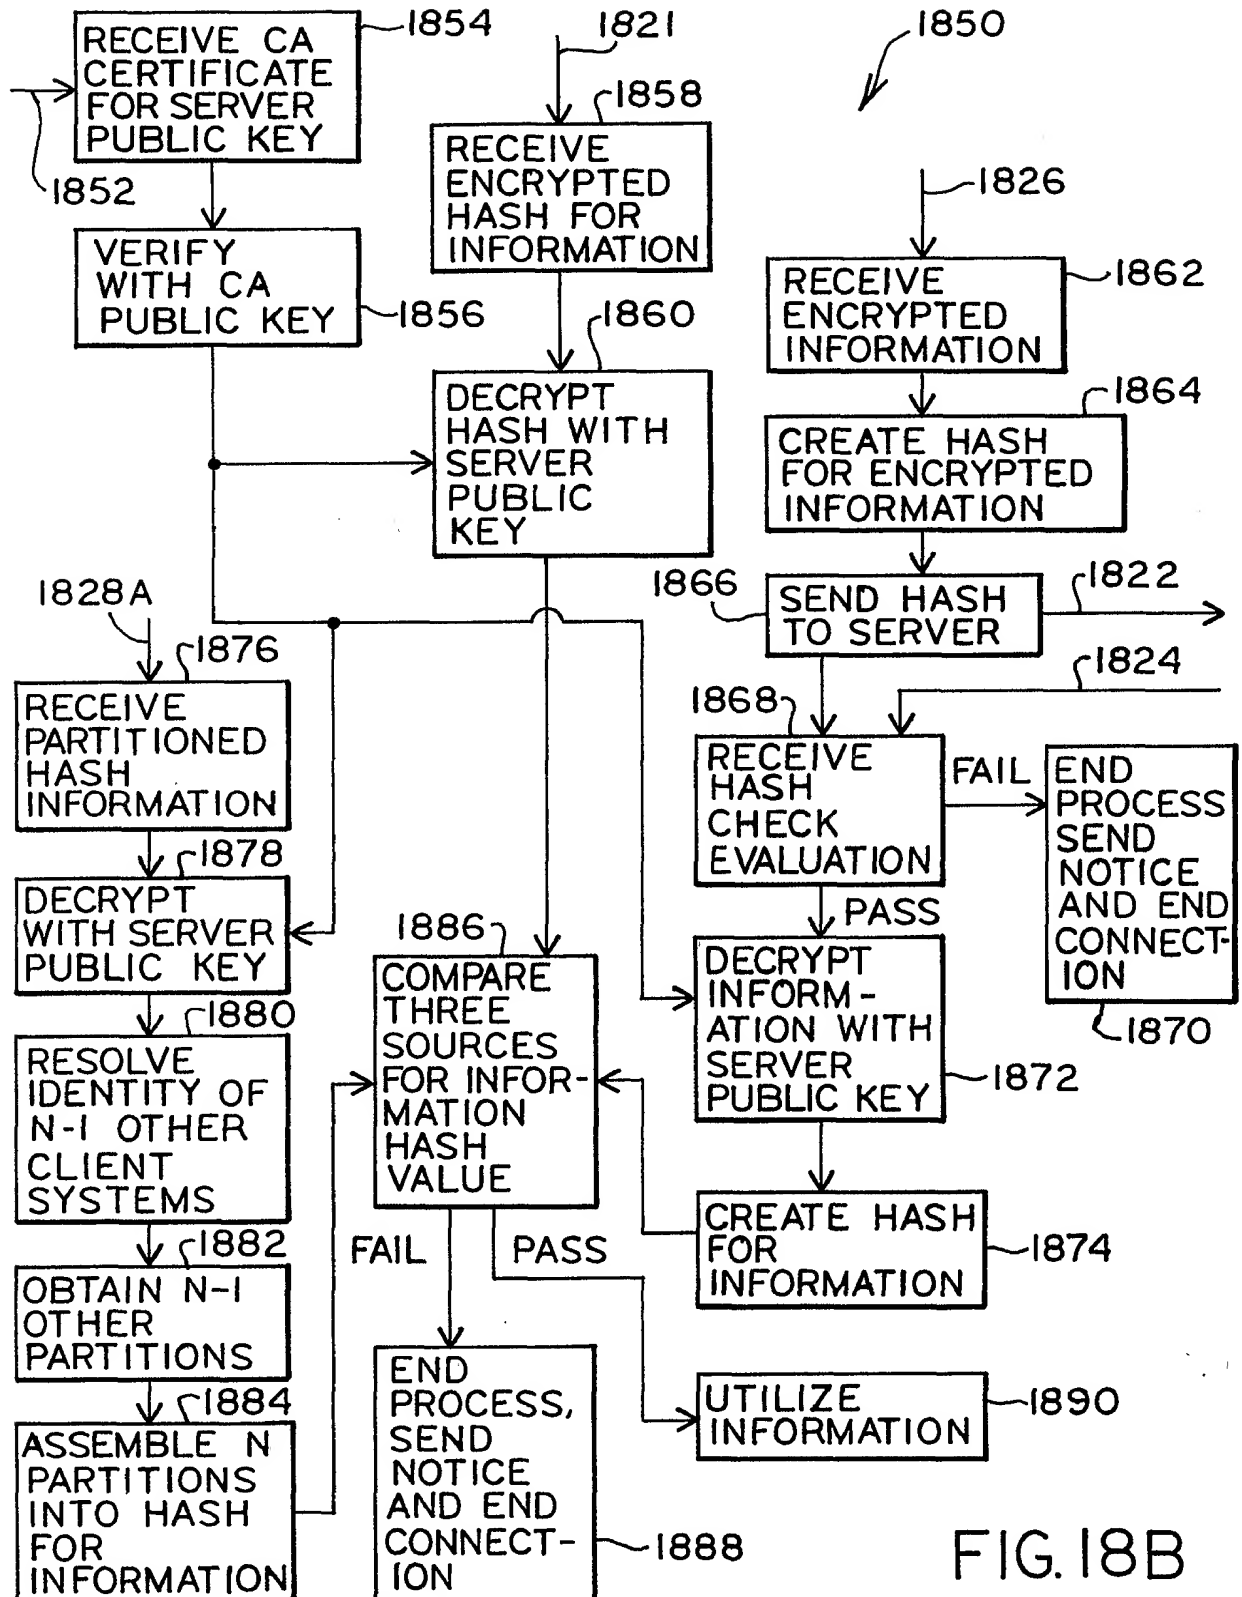 1854
RECEIVE CA
CERTIFICATE
FOR SERVER
PUBLIC KEY
1852
VERIFY
WITH CA
PUBLIC KEY
1856
1821
1858
RECEIVE
ENCRYPTED
HASH FOR
INFORMATION
1860
DECRYPT
HASH WITH
SERVER
PUBLIC
KEY
1850
1826
1862
RECEIVE
ENCRYPTED
INFORMATION
1864
CREATE HASH
FOR ENCRYPTED
INFORMATION
1866
SEND HASH
TO SERVER
1822
1824
1868
RECEIVE
HASH
CHECK
EVALUATION
FAIL
END
PROCESS
SEND
NOTICE
AND END
CONNECT-
ION
1870
PASS
DECRYPT
INFORM-
ATION WITH
SERVER
PUBLIC KEY
1872
CREATE HASH
FOR
INFORMATION
1874
1828A
1876
RECEIVE
PARTITIONED
HASH
INFORMATION
1878
DECRYPT
WITH SERVER
PUBLIC KEY
1880
RESOLVE
IDENTITY OF
N-1 OTHER
CLIENT
SYSTEMS
1882
OBTAIN N-1
OTHER
PARTITIONS
1884
ASSEMBLE N
PARTITIONS
INTO HASH
FOR
INFORMATION
1886
COMPARE
THREE
SOURCES
FOR INFOR-
MATION
HASH
VALUE
FAIL
PASS
END
PROCESS,
SEND
NOTICE
AND END
CONNECT-
ION
1888
UTILIZE
INFORMATION
1890
FIG. 18B